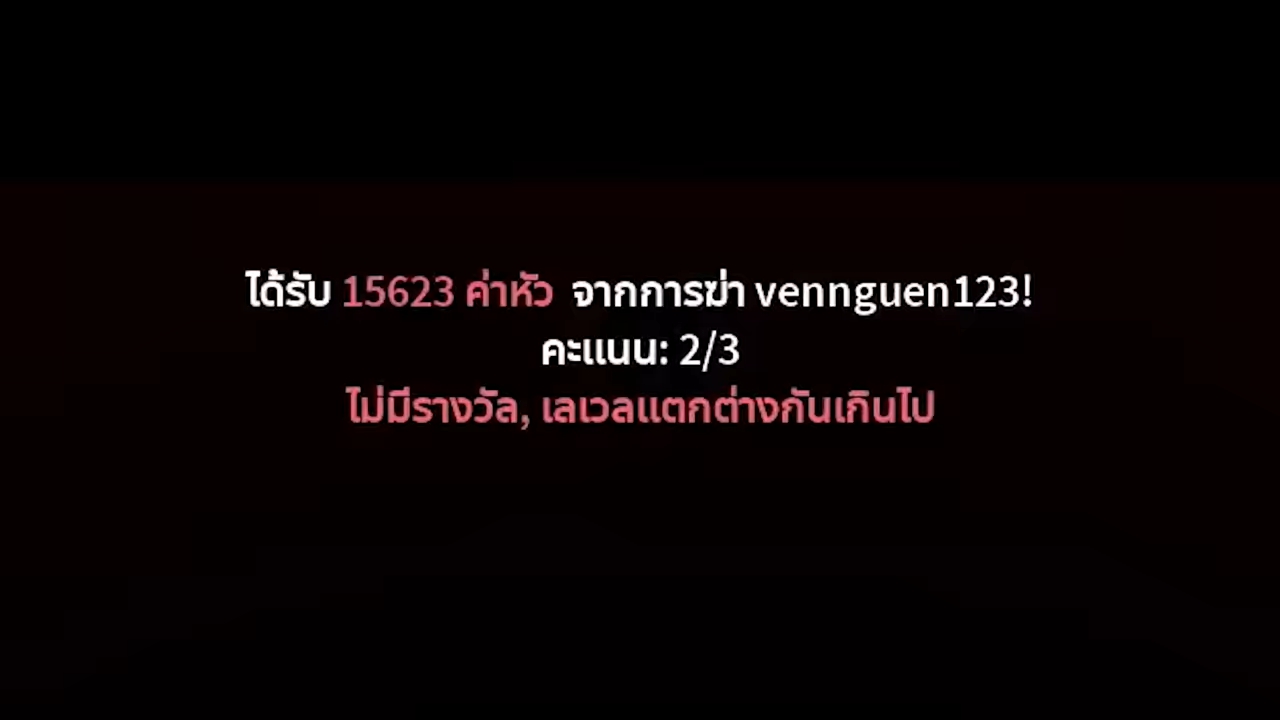 ได้รับ 15623 ค่าหัว จากการฆ่า vennguen123!
คะแนน: 2/3
ไม่มีรางวัล, เลเวลแตกต่างกันเกินไป